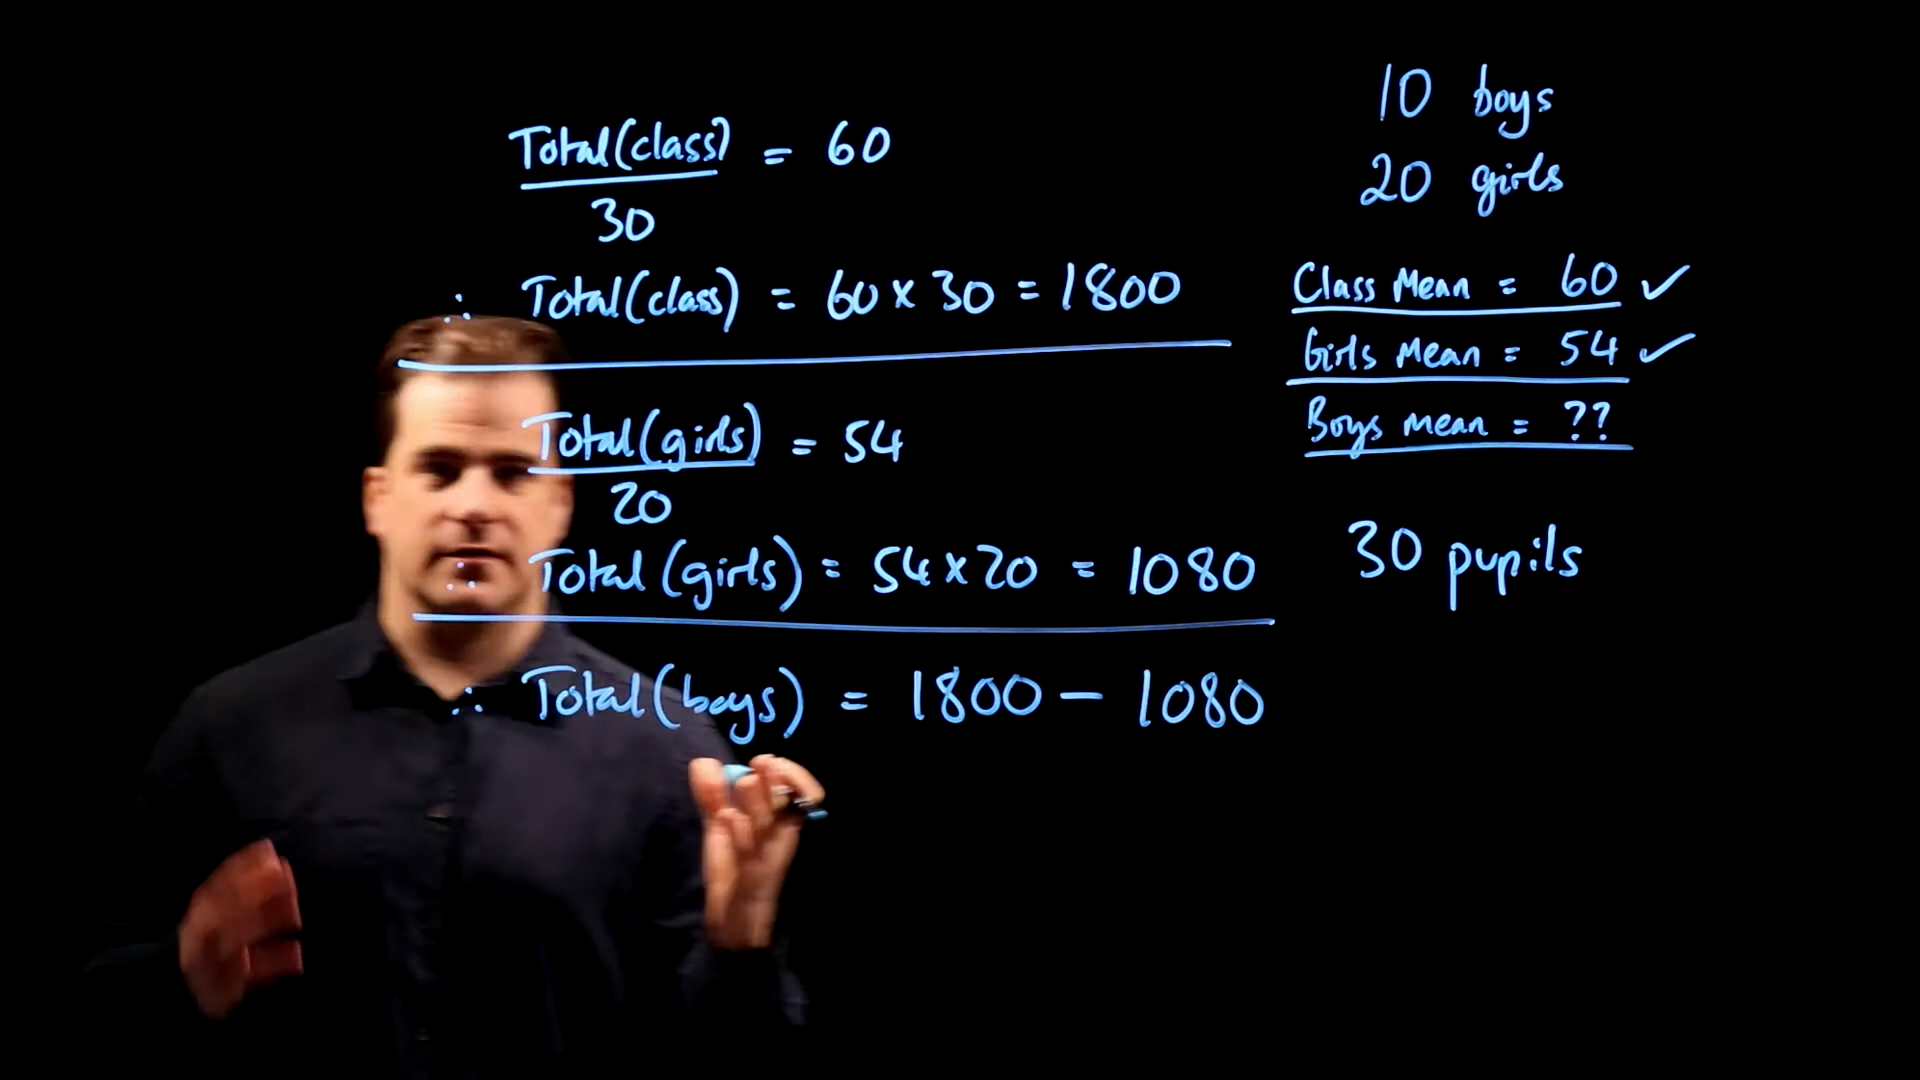 Total(class) = 60
30
∴ Total(class) = 60 x 30 = 1800
Total(girls) = 54
20
∴ Total(girls) = 54 x 20 = 1080
∴ Total(boys) = 1800 - 1080
10 boys
20 girls
Class Mean = 60 ✓
Girls Mean = 54 ✓
Boys mean = ??
30 pupils